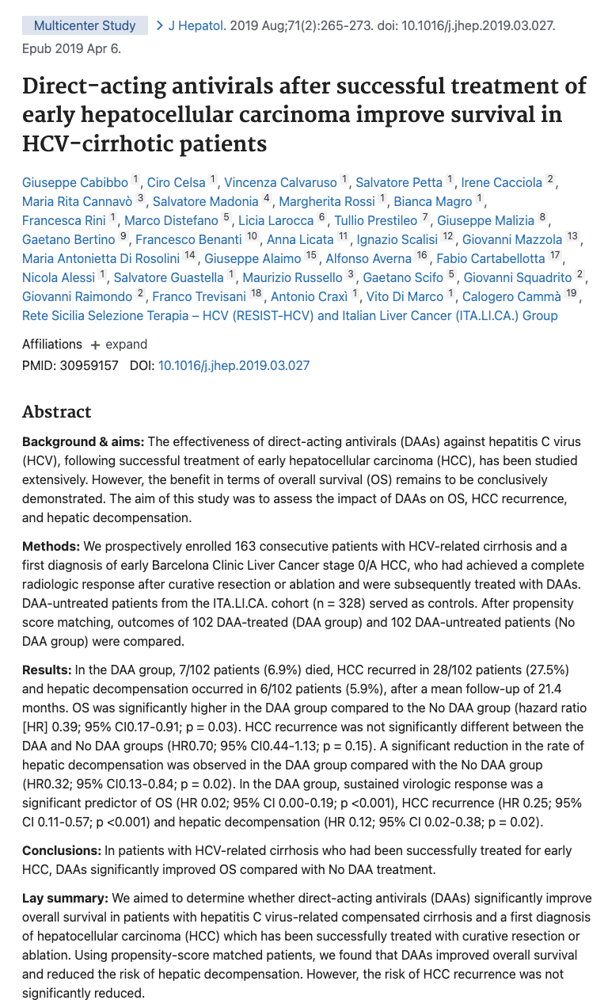 Multicenter Study > J Hepatol. 2019 Aug;71(2):265-273. doi: 10.1016/j.jhep.2019.03.027.
Epub 2019 Apr 6.
Direct-acting antivirals after successful treatment of
early hepatocellular carcinoma improve survival in
HCV-cirrhotic patients
Giuseppe Cabibbo 1, Ciro Celsa 1, Vincenza Calvaruso 1, Salvatore Petta 1, Irene Cacciola 2,
Maria Rita Cannavò 3, Salvatore Madonia 4, Margherita Rossi 1, Bianca Magro 1,
Francesca Rini 1, Marco Distefano 5, Licia Larocca 6, Tullio Prestileo 7, Giuseppe Malizia 8,
Gaetano Bertino 9, Francesco Benanti 10, Anna Licata 11, Ignazio Scalisi 12, Giovanni Mazzola 13,
Maria Antonietta Di Rosolini 14, Giuseppe Alaimo 15, Alfonso Averna 16, Fabio Cartabellotta 17,
Nicola Alessi 1, Salvatore Guastella 1, Maurizio Russello 3, Gaetano Scifo 5, Giovanni Squadrito 2,
Giovanni Raimondo 2, Franco Trevisani 18, Antonio Craxì 1, Vito Di Marco 1, Calogero Cammà 19,
Rete Sicilia Selezione Terapia – HCV (RESIST-HCV) and Italian Liver Cancer (ITA.LI.CA.) Group
Affiliations + expand
PMID: 30959157 DOI: 10.1016/j.jhep.2019.03.027
Abstract
Background & aims: The effectiveness of direct-acting antivirals (DAAs) against hepatitis C virus
(HCV), following successful treatment of early hepatocellular carcinoma (HCC), has been studied
extensively. However, the benefit in terms of overall survival (OS) remains to be conclusively
demonstrated. The aim of this study was to assess the impact of DAAs on OS, HCC recurrence,
and hepatic decompensation.
Methods: We prospectively enrolled 163 consecutive patients with HCV-related cirrhosis and a
first diagnosis of early Barcelona Clinic Liver Cancer stage 0/A HCC, who had achieved a complete
radiologic response after curative resection or ablation and were subsequently treated with DAAs.
DAA-untreated patients from the ITA.LI.CA. cohort (n = 328) served as controls. After propensity
score matching, outcomes of 102 DAA-treated (DAA group) and 102 DAA-untreated patients (No
DAA group) were compared.
Results: In the DAA group, 7/102 patients (6.9%) died, HCC recurred in 28/102 patients (27.5%)
and hepatic decompensation occurred in 6/102 patients (5.9%), after a mean follow-up of 21.4
months. OS was significantly higher in the DAA group compared to the No DAA group (hazard ratio
[HR] 0.39; 95% CI0.17-0.91; p = 0.03). HCC recurrence was not significantly different between the
DAA and No DAA groups (HR0.70; 95% CI0.44-1.13; p = 0.15). A significant reduction in the rate of
hepatic decompensation was observed in the DAA group compared with the No DAA group
(HR0.32; 95% CI0.13-0.84; p = 0.02). In the DAA group, sustained virologic response was a
significant predictor of OS (HR 0.02; 95% CI 0.00-0.19; p <0.001), HCC recurrence (HR 0.25; 95%
CI 0.11-0.57; p <0.001) and hepatic decompensation (HR 0.12; 95% CI 0.02-0.38; p = 0.02).
Conclusions: In patients with HCV-related cirrhosis who had been successfully treated for early
HCC, DAAs significantly improved OS compared with No DAA treatment.
Lay summary: We aimed to determine whether direct-acting antivirals (DAAs) significantly improve
overall survival in patients with hepatitis C virus-related compensated cirrhosis and a first diagnosis
of hepatocellular carcinoma (HCC) which has been successfully treated with curative resection or
ablation. Using propensity-score matched patients, we found that DAAs improved overall survival
and reduced the risk of hepatic decompensation. However, the risk of HCC recurrence was not
significantly reduced.